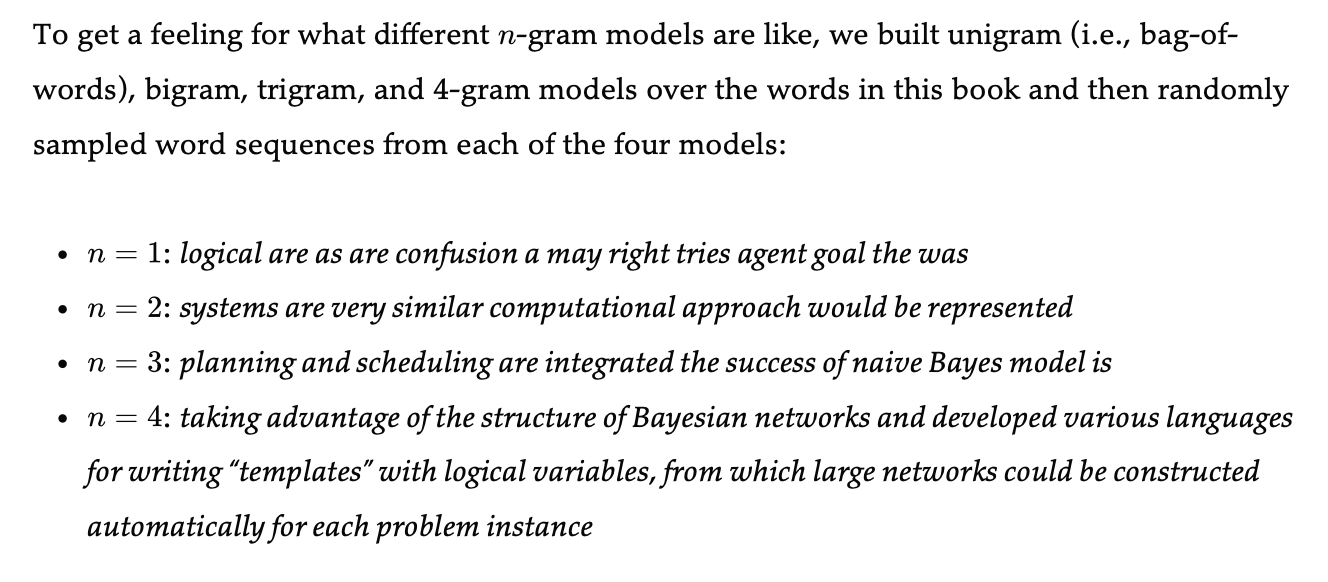 To get a feeling for what different n-gram models are like, we built unigram (i.e., bag-of-
words), bigram, trigram, and 4-gram models over the words in this book and then randomly
sampled word sequences from each of the four models:
• n = 1: logical are as are confusion a may right tries agent goal the was
• n = 2: systems are very similar computational approach would be represented
• n = 3: planning and scheduling are integrated the success of naive Bayes model is
• n = 4: taking advantage of the structure of Bayesian networks and developed various languages
for writing “templates” with logical variables, from which large networks could be constructed
automatically for each problem instance